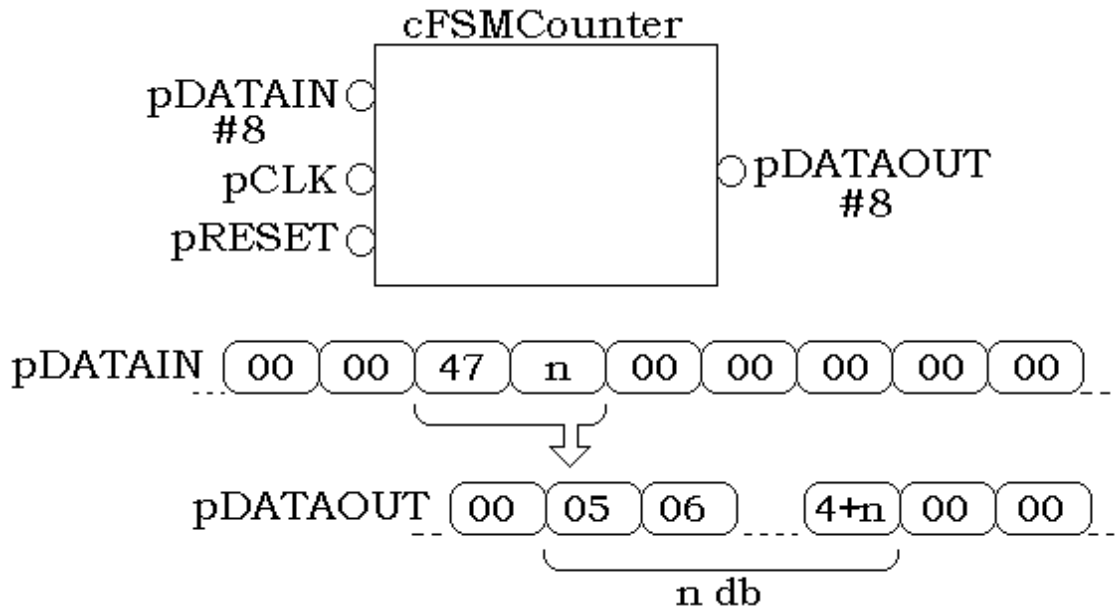 cFSMCounter
pDATAIN
#8
pCLK
pRESET
pDATAOUT
#8
pDATAIN 00 00 47 n 00 00 00 00 00
pDATAOUT 00 05 06 4+n 00 00
n db